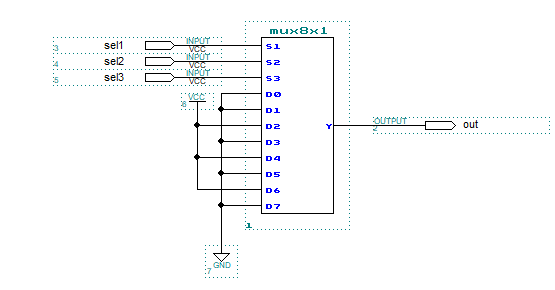 mux8x1
3 sel1 INPUT VCC S1
4 sel2 INPUT VCC S2
5 sel3 INPUT VCC S3
D0
6 VCC
D1
D2
Y OUTPUT 2 out
D3
D4
D5
D6
D7
1
GND
7